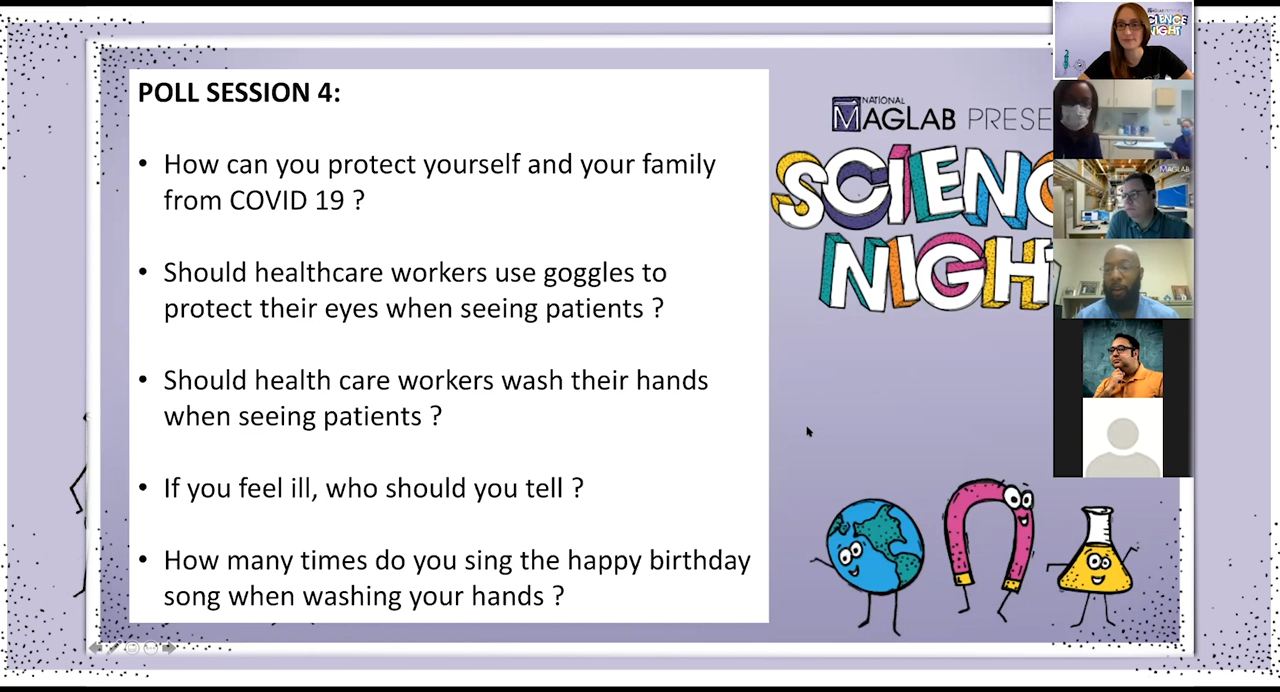 POLL SESSION 4:
• How can you protect yourself and your family
from COVID 19 ?
• Should healthcare workers use goggles to
protect their eyes when seeing patients ?
• Should health care workers wash their hands
when seeing patients ?
• If you feel ill, who should you tell ?
• How many times do you sing the happy birthday
song when washing your hands ?
NATIONAL
MAGLAB PRESE
SCIENC
NIGHT
SCIENCE
NIGHT
MAGLAB